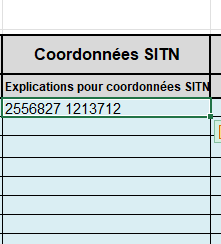 Coordonnées SITN
Explications pour coordonnées SITN
2556827 1213712